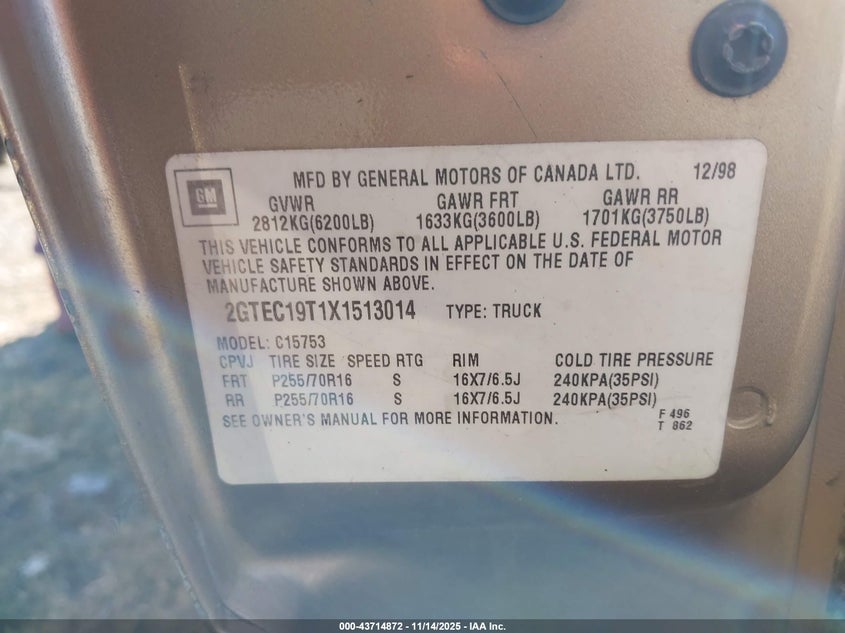 GM
MFD BY GENERAL MOTORS OF CANADA LTD. 12/98
GVWR GAWR FRT GAWR RR
2812KG(6200LB) 1633KG(3600LB) 1701KG(3750LB)
THIS VEHICLE CONFORMS TO ALL APPLICABLE U.S. FEDERAL MOTOR
VEHICLE SAFETY STANDARDS IN EFFECT ON THE DATE OF
MANUFACTURE SHOWN ABOVE.
2GTEC19T1X1513014 TYPE: TRUCK
MODEL: C15753
CPVJ TIRE SIZE SPEED RTG RIM COLD TIRE PRESSURE
FRT P255/70R16 S 16X7/6.5J 240KPA(35PSI)
RR P255/70R16 S 16X7/6.5J 240KPA(35PSI)
SEE OWNER'S MANUAL FOR MORE INFORMATION.
F 496
T 862
000-43714872 | 11/14/2025 - IAA Inc.